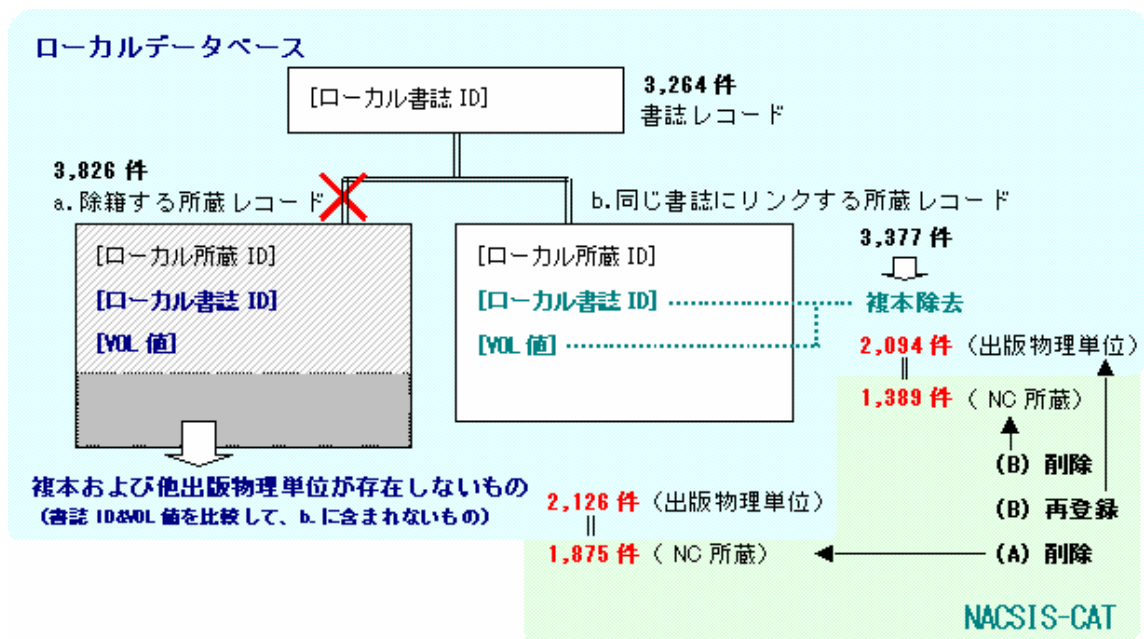 ローカルデータベース
[ローカル書誌 ID]
3,264 件
書誌レコード
3,826 件
a.除籍する所蔵レコード
b.同じ書誌にリンクする所蔵レコード
[ローカル所蔵 ID]
[ローカル書誌 ID]
[VOL 値]
[ローカル所蔵 ID]
[ローカル書誌 ID]
[VOL 値]
3,377 件
複本除去
2,094 件（出版物理単位）
||
1,389 件（ NC 所蔵）
(B) 削除
(B) 再登録
(A) 削除
複本および他出版物理単位が存在しないもの
（書誌 ID&VOL 値を比較して、b.に含まれないもの）
2,126 件（出版物理単位）
||
1,875 件（ NC 所蔵）
NACSIS-CAT